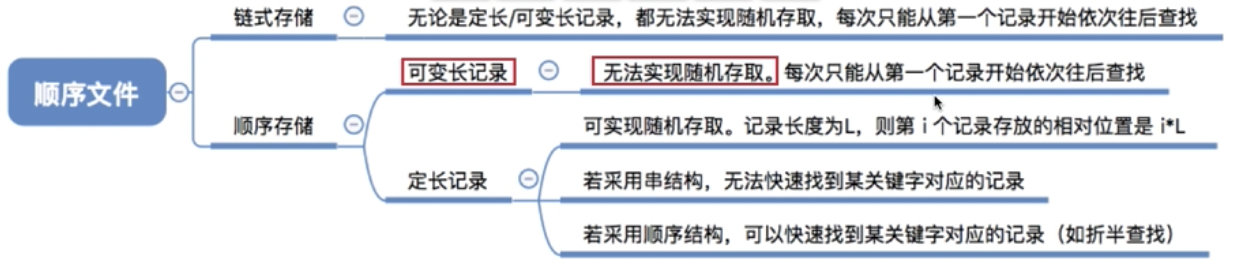 顺序文件
链式存储
无论是定长/可变长记录，都无法实现随机存取，每次只能从第一个记录开始依次往后查找
顺序存储
可变长记录
无法实现随机存取。每次只能从第一个记录开始依次往后查找
定长记录
可实现随机存取。记录长度为L，则第 i 个记录存放的相对位置是 i*L
若采用串结构，无法快速找到某关键字对应的记录
若采用顺序结构，可以快速找到某关键字对应的记录（如折半查找）